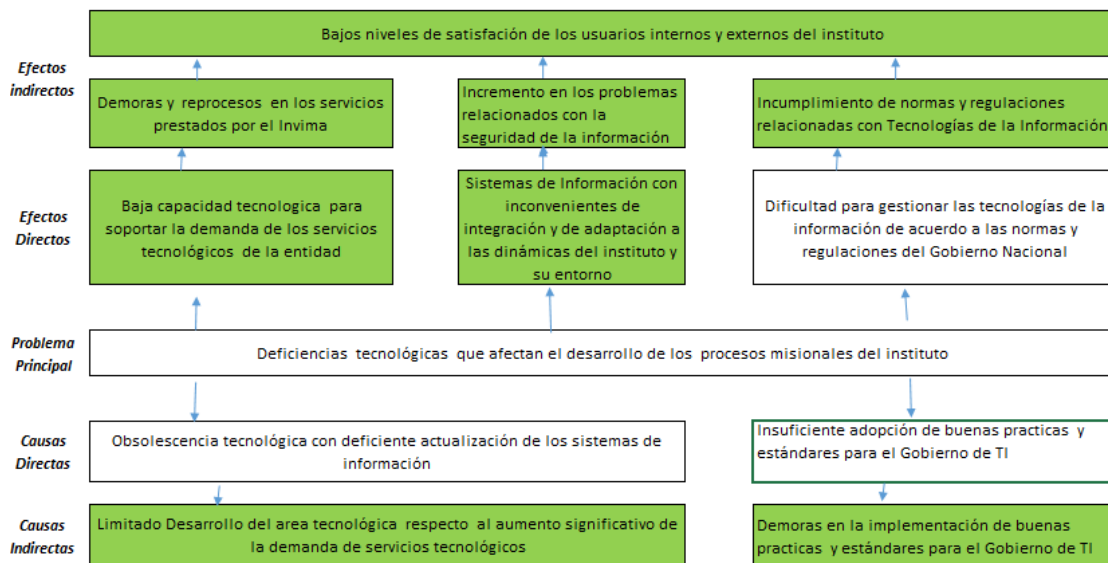 Bajos niveles de satisfacción de los usuarios internos y externos del instituto
Efectos
indirectos
Demoras y reprocesos en los servicios
prestados por el Invima
Incremento en los problemas
relacionados con la
seguridad de la información
Incumplimiento de normas y regulaciones
relacionadas con Tecnologías de la Información
Efectos
Directos
Baja capacidad tecnologica para
soportar la demanda de los servicios
tecnológicos de la entidad
Sistemas de Información con
inconvenientes de
integración y de adaptación a
las dinámicas del instituto y
su entorno
Dificultad para gestionar las tecnologías de la
información de acuerdo a las normas y
regulaciones del Gobierno Nacional
Problema
Principal
Deficiencias tecnológicas que afectan el desarrollo de los procesos misionales del instituto
Causas
Directas
Obsolescencia tecnológica con deficiente actualización de los sistemas de
información
Insuficiente adopción de buenas practicas y
estándares para el Gobierno de TI
Causas
Indirectas
Limitado Desarrollo del area tecnológica respecto al aumento significativo de
la demanda de servicios tecnológicos
Demoras en la implementación de buenas
practicas y estándares para el Gobierno de TI